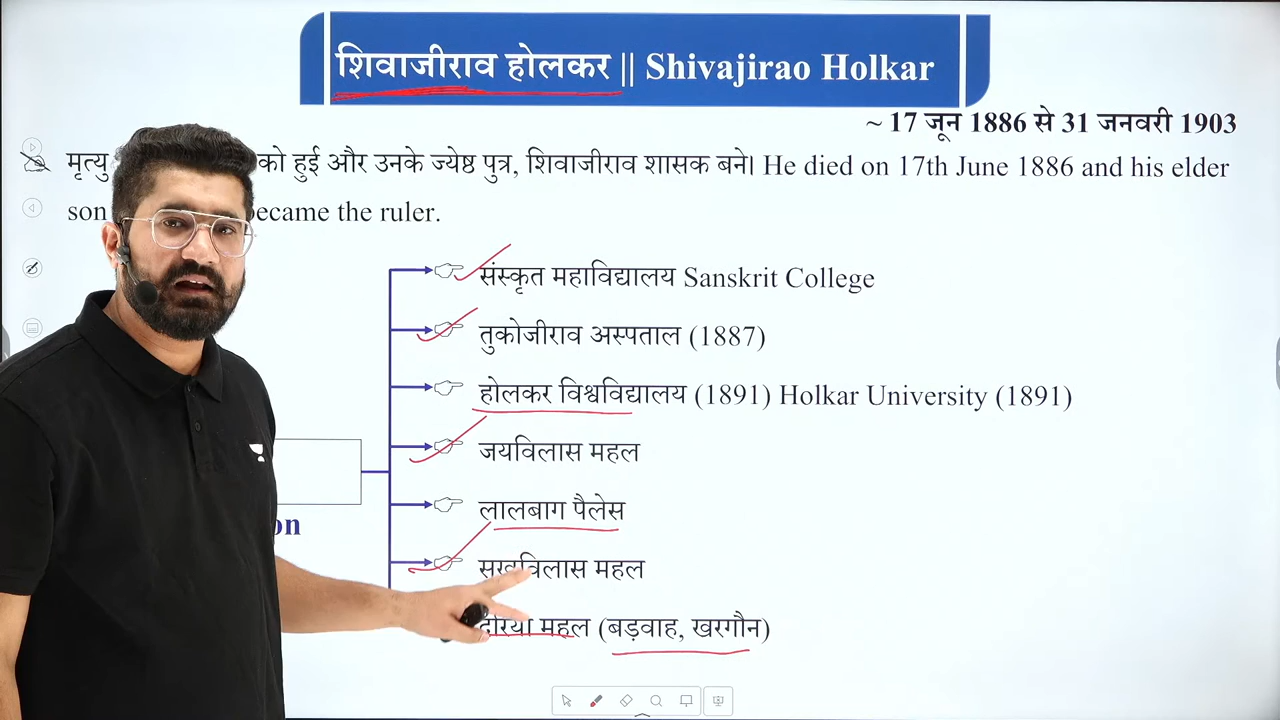 शिवाजीराव होलकर || Shivajirao Holkar
~ 17 जून 1886 से 31 जनवरी 1903
मृत्यु को हुई और उनके ज्येष्ठ पुत्र, शिवाजीराव शासक बने। He died on 17th June 1886 and his elder
son became the ruler.
संस्कृत महाविद्यालय Sanskrit College
तुकोजीराव अस्पताल (1887)
होलकर विश्वविद्यालय (1891) Holkar University (1891)
जयविलास महल
लालबाग पैलेस
सुखविलास महल
दरिया महल (बड़वाह, खरगौन)